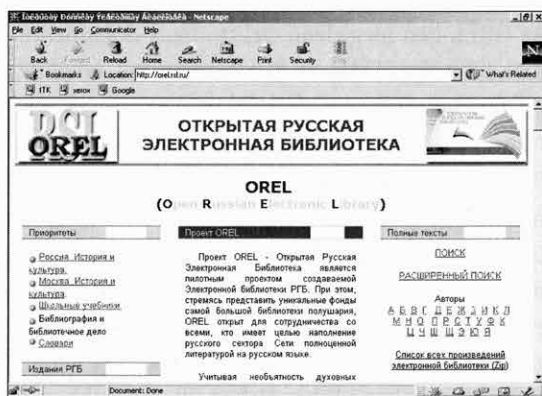 - Netscape
File Edit View Go Communicator Help
Back Reload Home Search Netscape Print Security
Bookmarks Location: http://orel.rsl.ru/ What's Related
ITK xerox Google
DSI
OREL
ОТКРЫТАЯ РУССКАЯ
ЭЛЕКТРОННАЯ БИБЛИОТЕКА
OREL
(Open Russian Electronic Library)
Приоритеты
Россия. История и
культура.
Москва. История и
культура.
Школьные учебники
Библиография и
библиотечное дело
Словари
Издания РГБ
Проект OREL
Проект OREL - Открытая Русская
Электронная Библиотека является
пилотным проектом создаваемой
Электронной библиотеки РГБ. При этом,
стремясь представить уникальные фонды
самой большой библиотеки полушария,
OREL открыт для сотрудничества со
всеми, кто имеет целью наполнение
русского сектора Сети полноценной
литературой на русском языке.
Учитывая необъятность духовных
Полные тексты
ПОИСК
РАСШИРЕННЫЙ ПОИСК
Авторы
А Б В Г Д Е Ж З И К Л
М Н О П Р С Т У Ф Х
Ц Ч Ш Щ Э Ю Я
Список всех произведений
электронной библиотеки (Zip)
Document: Done